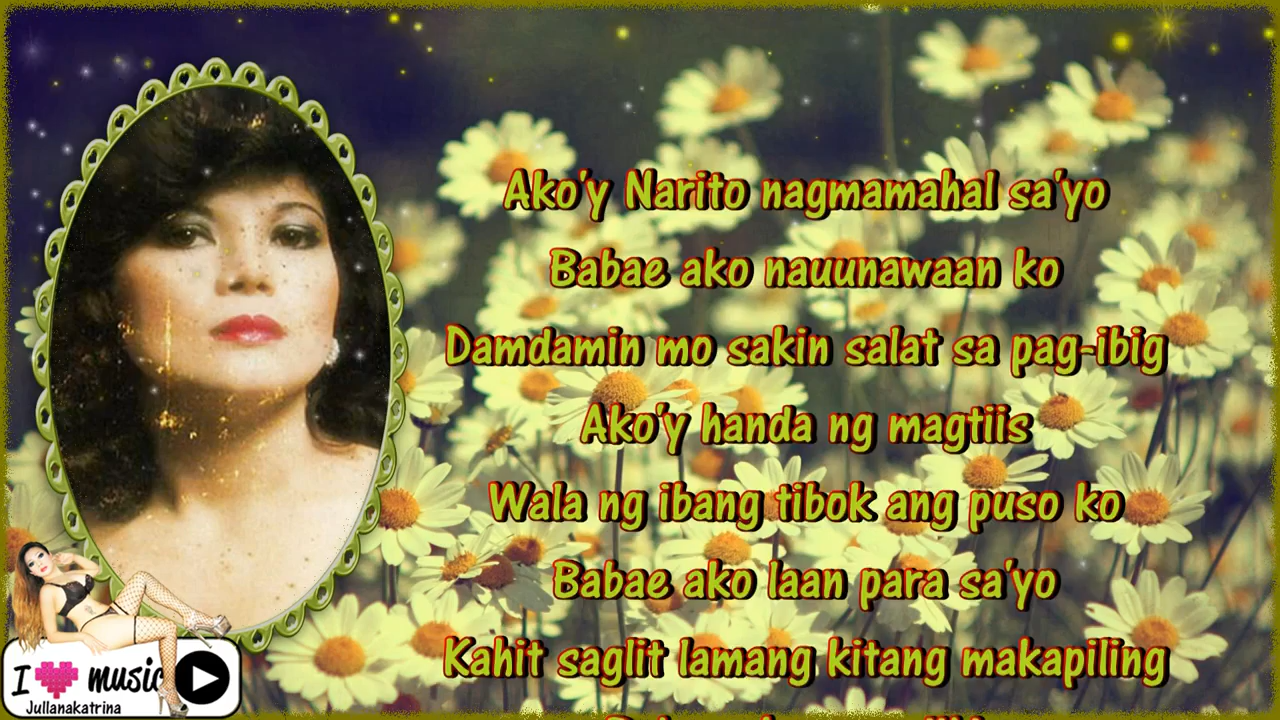 Ako'y Narito nagmamahal sa'yo
Babae ako nauunawaan ko
Damdamin mo sakin salat sa pag-ibig
Ako'y handa ng magtiis
Wala ng ibang tibok ang puso ko
Babae ako laan para sa'yo
Kahit saglit lamang kitang makapiling
I music
Jullanakatrina